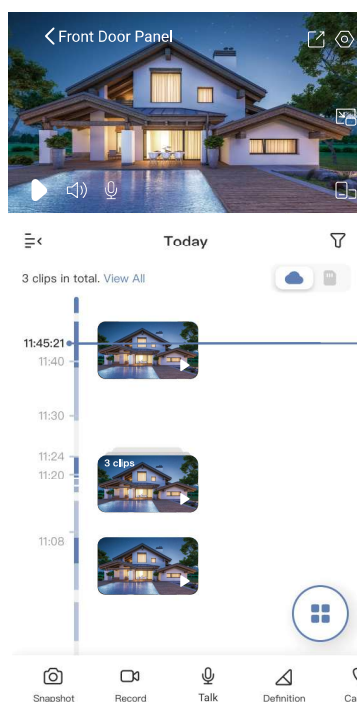 Front Door Panel
Today
3 clips in total. View All
11:45:21
11:40
11:30
11:24
3 clips
11:20
11:08
Snapshot
Record
Talk
Definition
Ca